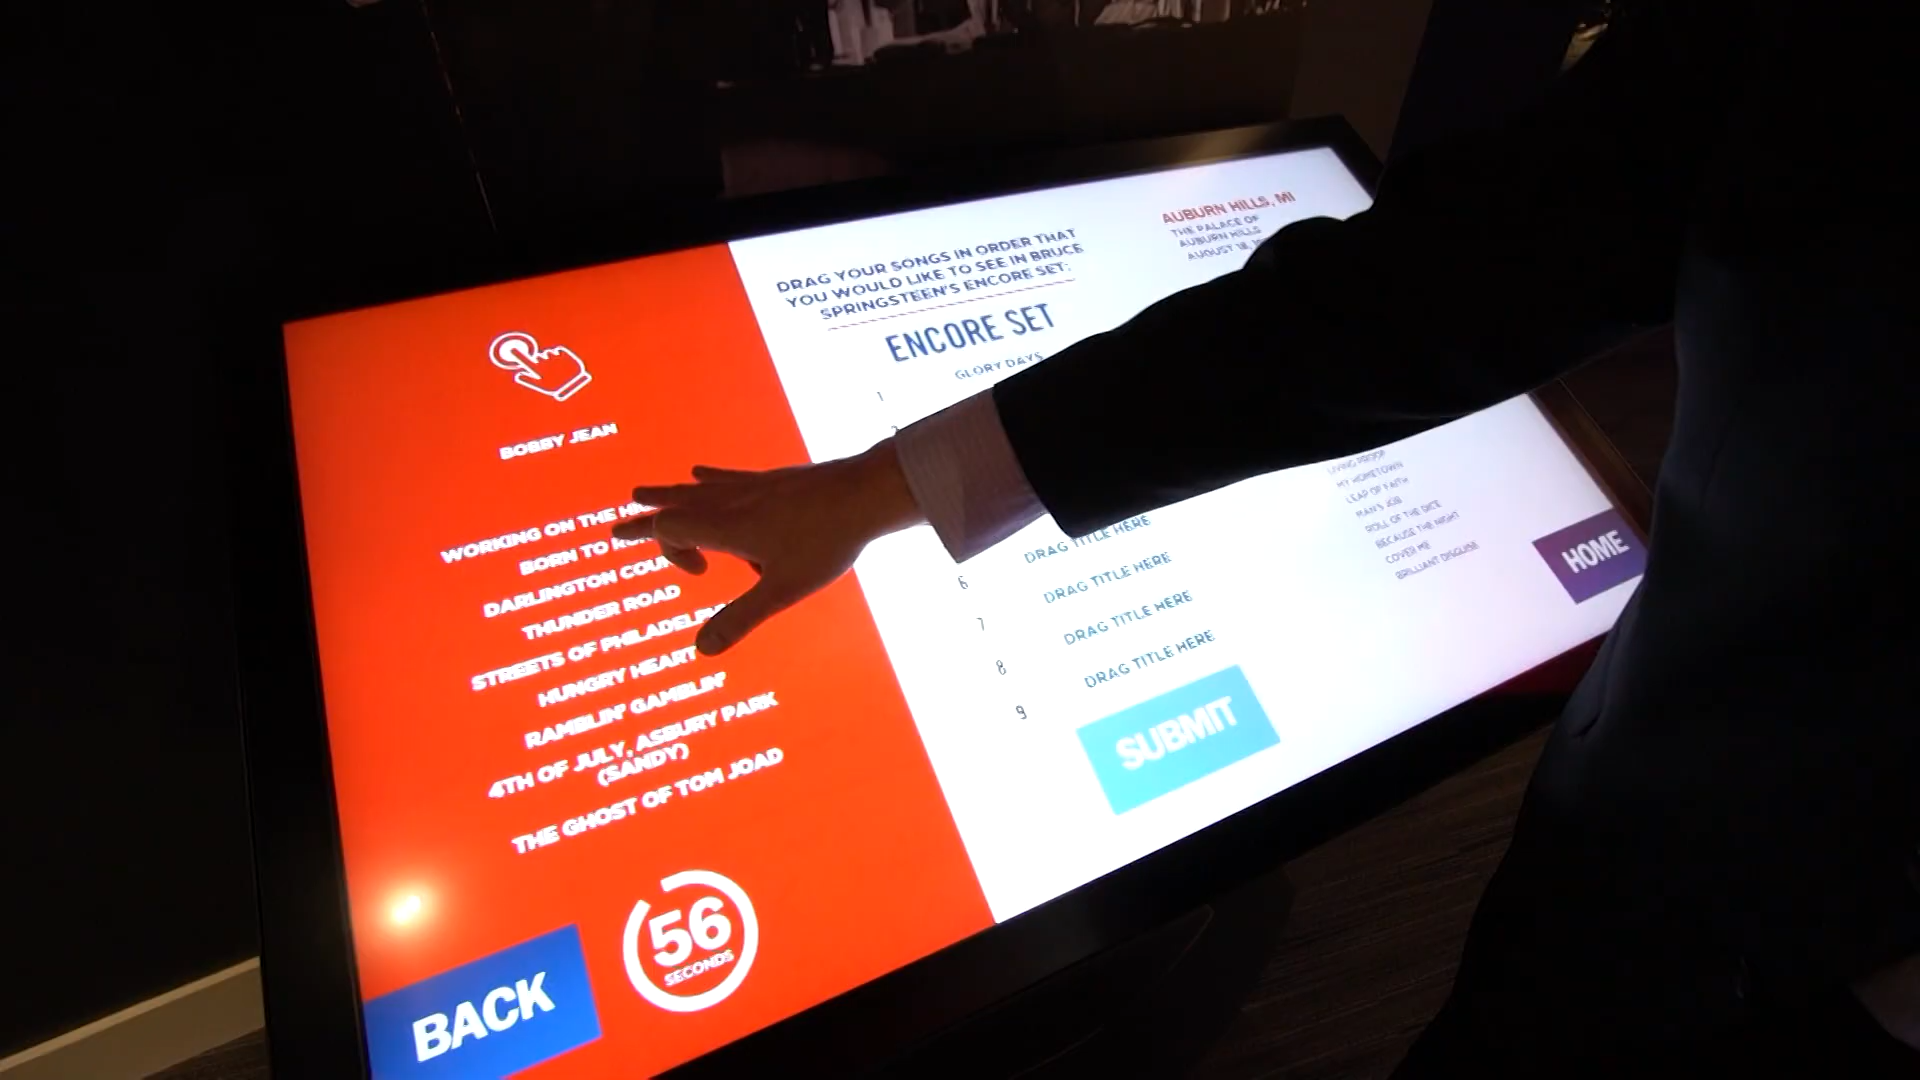 BOBBY JEAN
WORKING ON THE
BORN TO
DARLINGTON
THUNDER ROAD
STREETS OF
HUNGRY HEART
RAMBLIN' GAMBLIN'
4TH OF JULY, ASBURY PARK
(SANDY)
THE GHOST OF TOM JOAD
BACK
56
SECONDS
DRAG YOUR SONGS IN ORDER THAT
YOU WOULD LIKE TO SEE IN BRUCE
SPRINGSTEEN'S ENCORE SET:
ENCORE SET
GLORY DAYS
1
2
DRAG TITLE HERE
6
DRAG TITLE HERE
7
DRAG TITLE HERE
8
DRAG TITLE HERE
9
SUBMIT
AUBURN HILLS, MI
THE PALACE OF
AUBURN HILLS
AUGUST 18,
LIVING PROOF
MY HOMETOWN
LEAP OF FAITH
MAN'S JOB
ROLL OF THE DICE
BECAUSE THE NIGHT
COVER ME
BRILLIANT DISGUISE
HOME